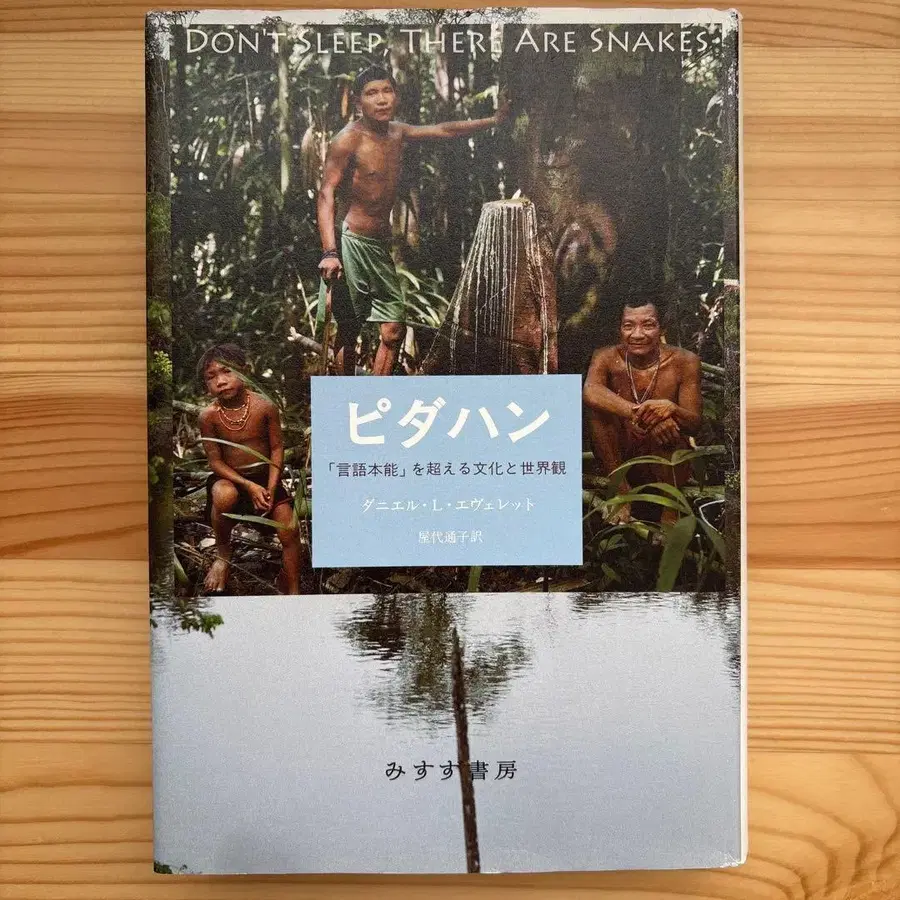 DON'T SLEEP, THERE ARE SNAKES
ピダハン
「言語本能」を超える文化と世界観
ダニエル・L・エヴェレット
屋代通子訳
みすず書房